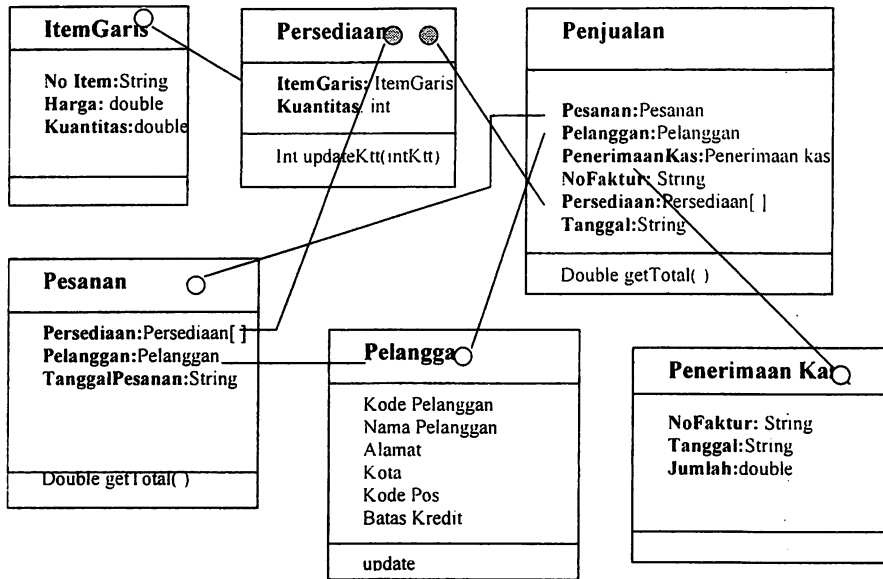 ItemGaris
No Item:String
Harga: double
Kuantitas:double
Persediaan
ItemGaris: ItemGaris
Kuantitas: int
Int updateKtt(intKtt)
Penjualan
Pesanan:Pesanan
Pelanggan:Pelanggan
PenerimaanKas:Penerimaan kas
NoFaktur: String
Persediaan:Persediaan[ ]
Tanggal:String
Double getTotal( )
Pesanan
Persediaan:Persediaan[ ]
Pelanggan:Pelanggan
TanggalPesanan:String
Double getTotal( )
Pelangga
Kode Pelanggan
Nama Pelanggan
Alamat
Kota
Kode Pos
Batas Kredit
update
Penerimaan Kas
NoFaktur: String
Tanggal:String
Jumlah:double